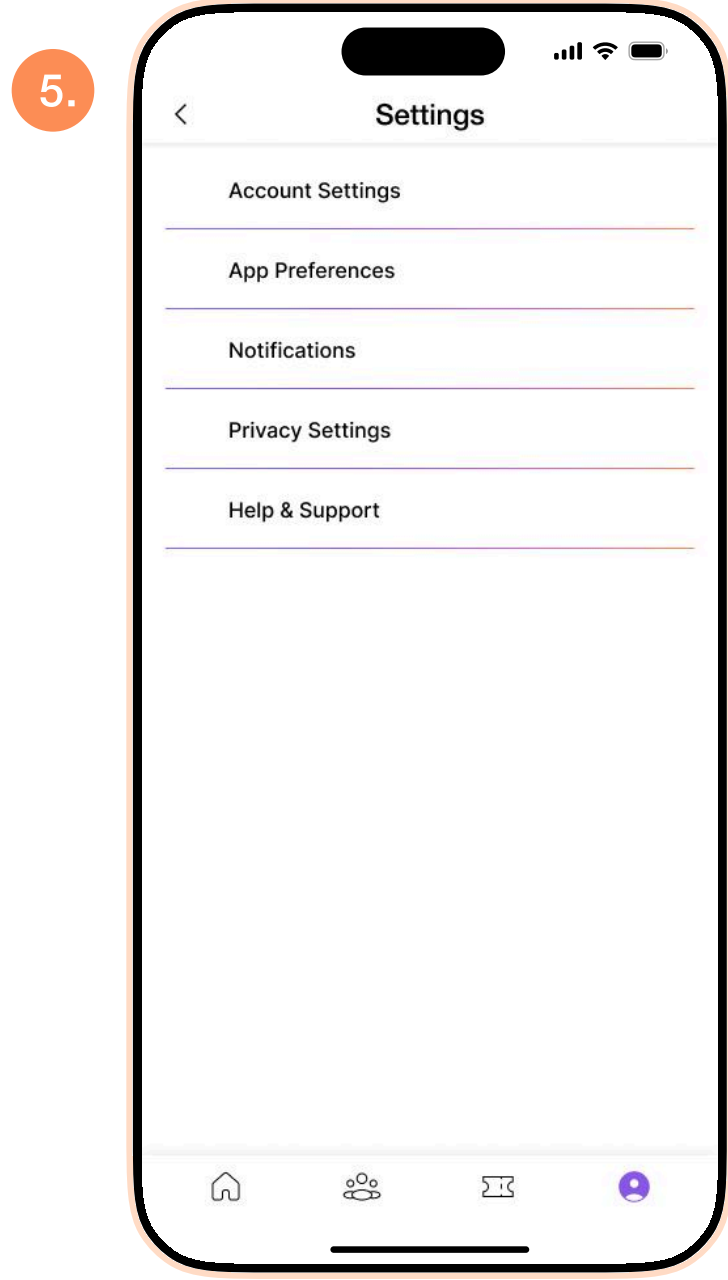 5.
Settings
Account Settings
App Preferences
Notifications
Privacy Settings
Help & Support